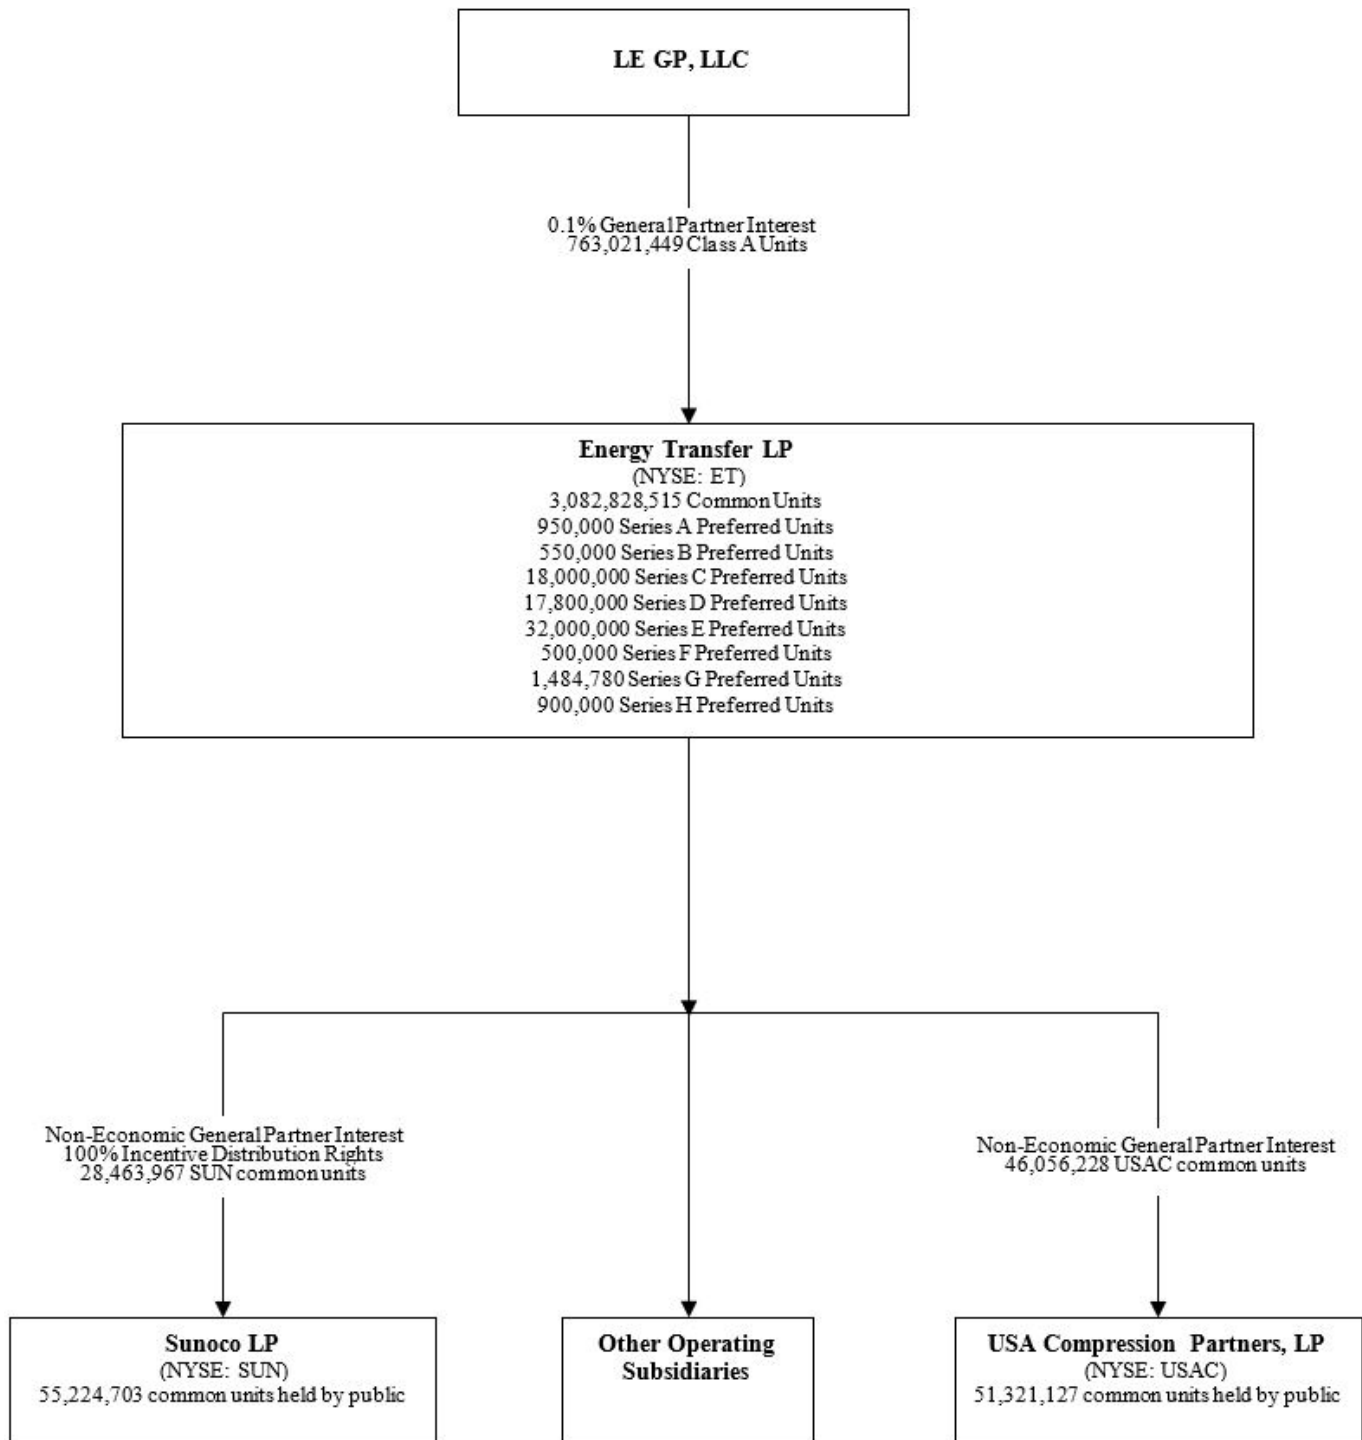 LE GP, LLC
0.1% General Partner Interest
763,021,449 Class A Units
Energy Transfer LP
(NYSE: ET)
3,082,828,515 Common Units
950,000 Series A Preferred Units
550,000 Series B Preferred Units
18,000,000 Series C Preferred Units
17,800,000 Series D Preferred Units
32,000,000 Series E Preferred Units
500,000 Series F Preferred Units
1,484,780 Series G Preferred Units
900,000 Series H Preferred Units
Non-Economic General Partner Interest
100% Incentive Distribution Rights
28,463,967 SUN common units
Non-Economic General Partner Interest
46,056,228 USAC common units
Sunoco LP
(NYSE: SUN)
55,224,703 common units held by public
Other Operating
Subsidiaries
USA Compression Partners, LP
(NYSE: USAC)
51,321,127 common units held by public